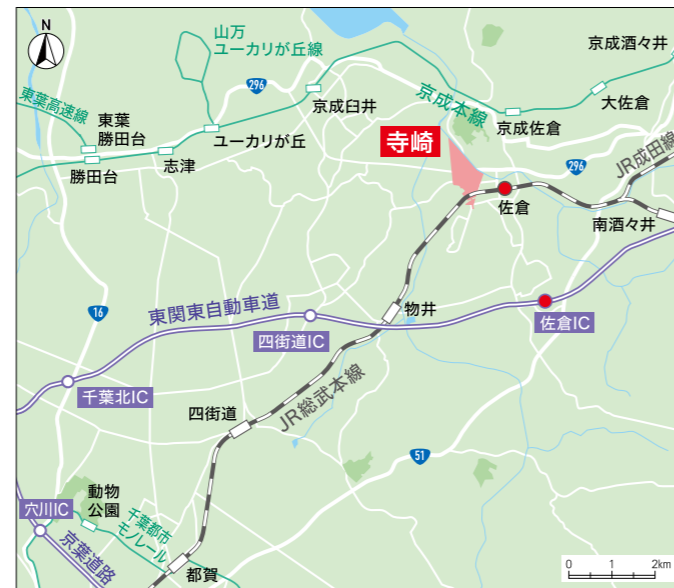 N
山万
ユーカリが丘線
296
京成酒々井
東葉高速線
京成臼井
京成本線
大佐倉
東葉
勝田台
ユーカリが丘
京成佐倉
勝田台
志津
寺崎
296
JR成田線
佐倉
南酒々井
16
東関東自動車道
物井
四街道IC
佐倉IC
千葉北IC
四街道
JR総武本線
51
動物
公園
穴川IC
千葉都市
モノレール
京葉道路
都賀
0 1 2km